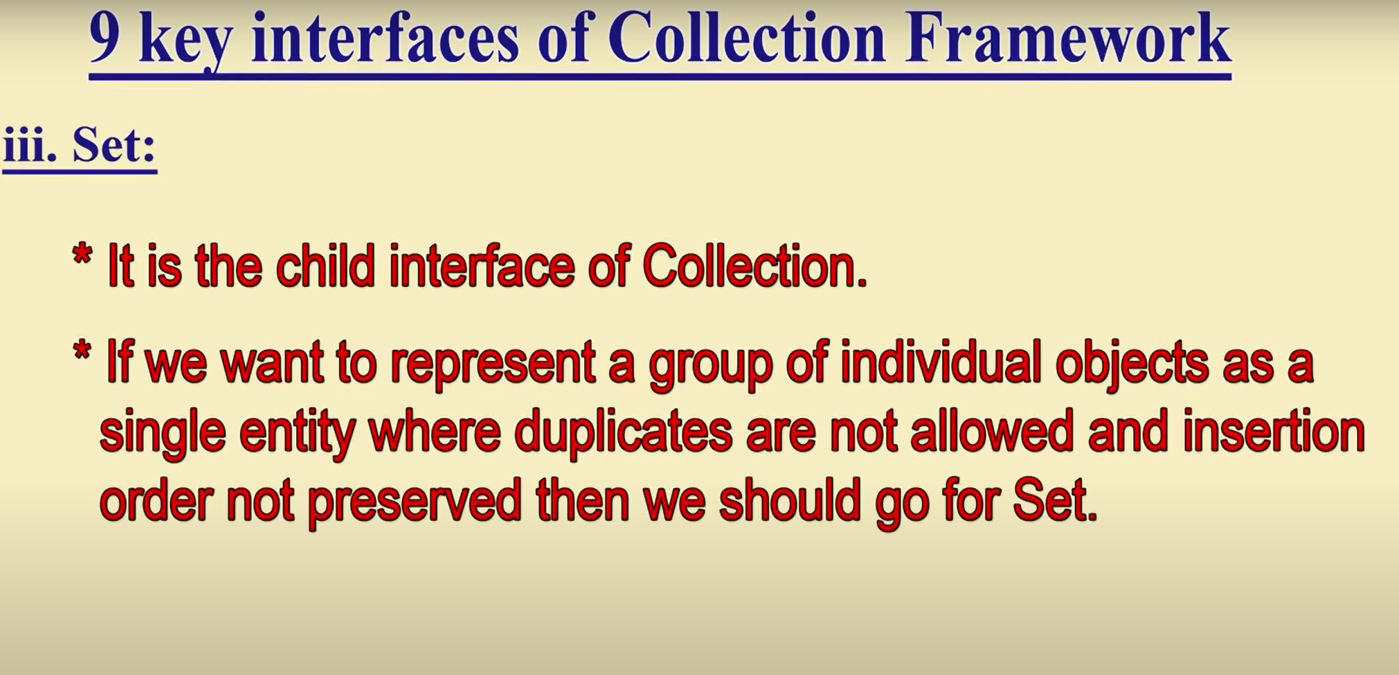 9 key interfaces of Collection Framework
iii. Set:
* It is the child interface of Collection.
* If we want to represent a group of individual objects as a
single entity where duplicates are not allowed and insertion
order not preserved then we should go for Set.